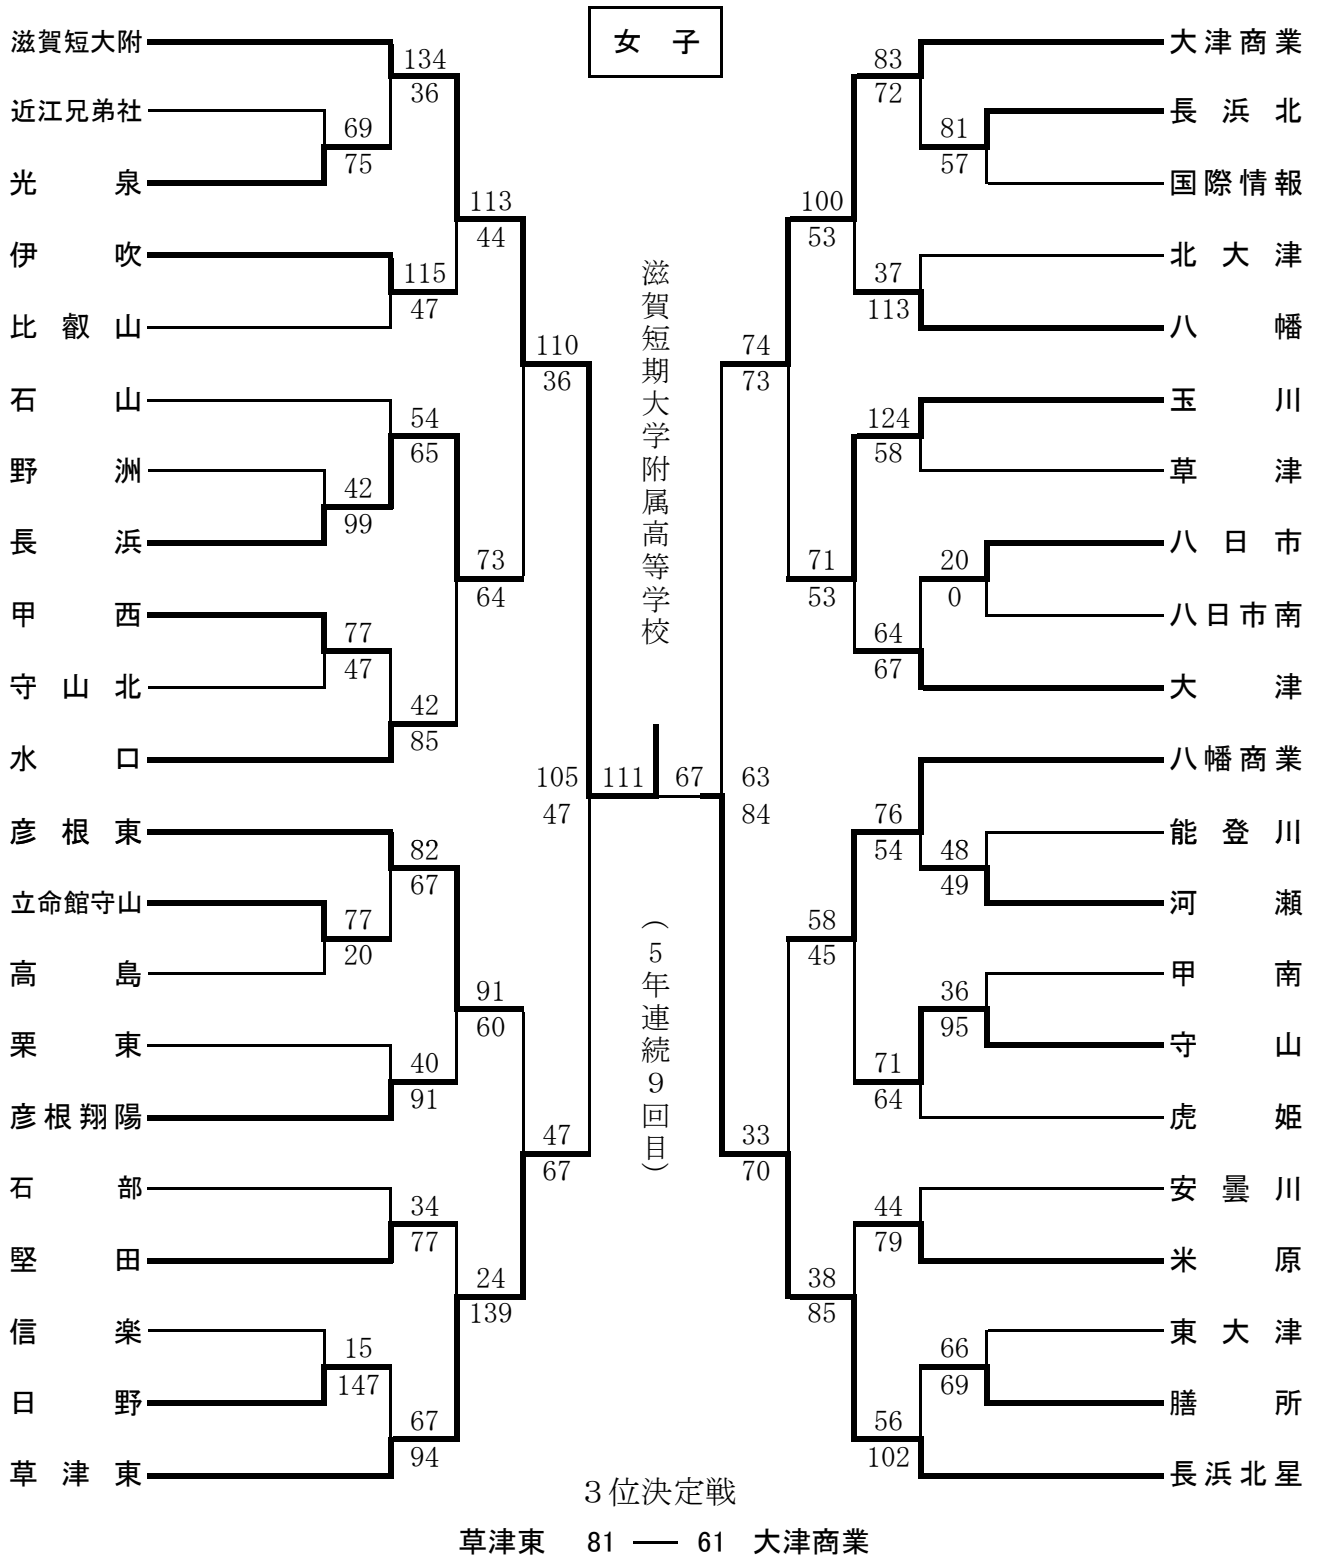 女 子
滋賀短大附
近江兄弟社
光 泉
伊 吹
比 叡 山
石 山
野 洲
長 浜
甲 西
守 山 北
水 口
彦 根 東
立命館守山
高 島
栗 東
彦根翔陽
石 部
堅 田
信 楽
日 野
草 津 東
134
36
69
75
113
44
115
47
110
36
54
65
42
99
73
64
77
47
42
85
105
47
111
82
67
77
20
91
60
40
91
47
67
34
77
24
139
15
147
67
94
滋賀短期大学附属高等学校
(5年連続9回目)
83
72
81
57
100
53
37
113
74
73
124
58
71
53
20
0
64
67
67
63
84
76
54
48
49
58
45
36
95
71
64
33
70
44
79
38
85
66
69
56
102
大津商業
長 浜 北
国際情報
北 大 津
八 幡
玉 川
草 津
八 日 市
八日市南
大 津
八幡商業
能 登 川
河 瀬
甲 南
守 山
虎 姫
安 曇 川
米 原
東 大 津
膳 所
長浜北星
3位決定戦
草津東 81 ― 61 大津商業